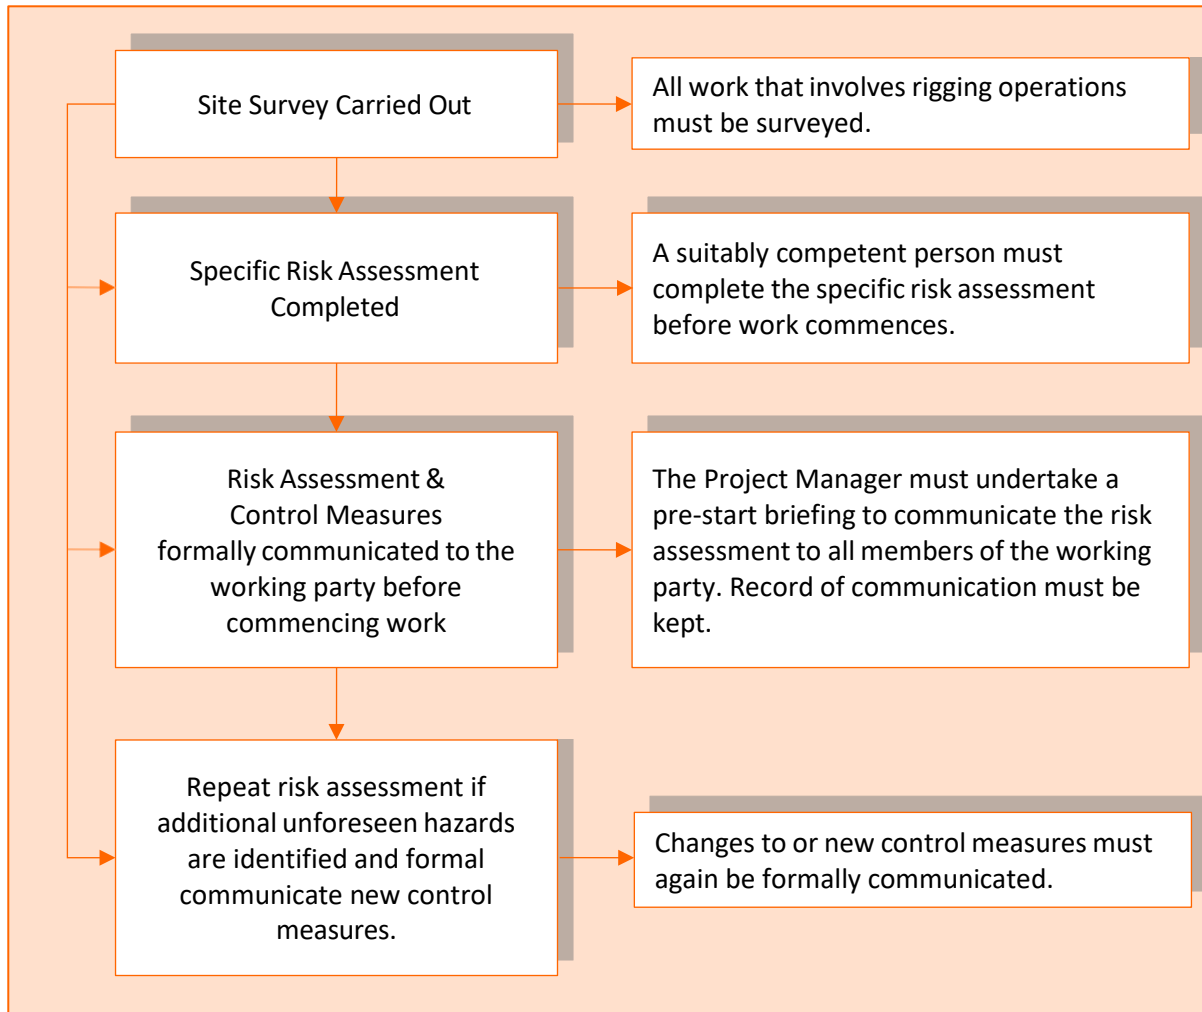 Site Survey Carried Out
All work that involves rigging operations
must be surveyed.
Specific Risk Assessment
Completed
A suitably competent person must
complete the specific risk assessment
before work commences.
Risk Assessment &
Control Measures
formally communicated to the
working party before
commencing work
The Project Manager must undertake a
pre-start briefing to communicate the risk
assessment to all members of the working
party. Record of communication must be
kept.
Repeat risk assessment if
additional unforeseen hazards
are identified and formal
communicate new control
measures.
Changes to or new control measures must
again be formally communicated.